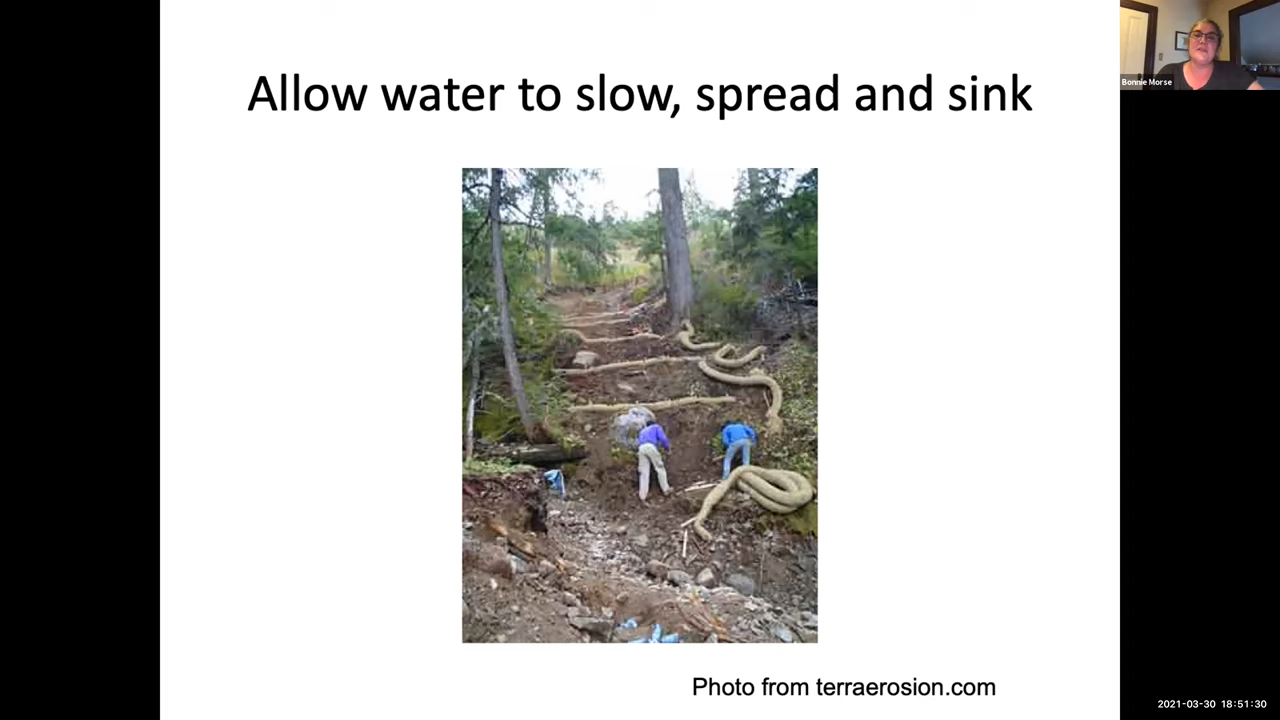 Allow water to slow, spread and sink
Bonnie Morse
Photo from terraerosion.com
2021-03-30 18:51:30